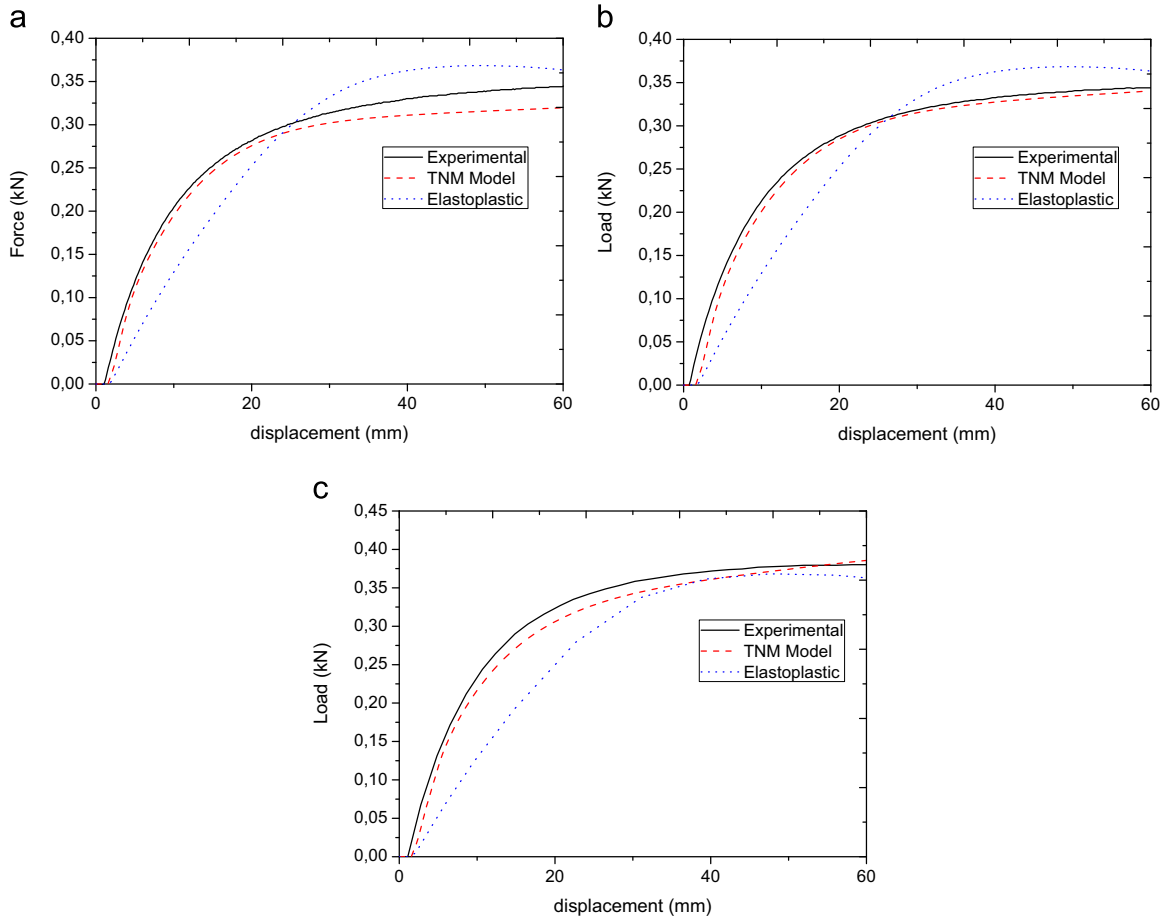 a
0,40
0,35
0,30
0,25
0,20
0,15
0,10
0,05
0,00
Force (kN)
Experimental
TNM Model
Elastoplastic
0 20 40 60
displacement (mm)
b
0,40
0,35
0,30
0,25
0,20
0,15
0,10
0,05
0,00
Load (kN)
Experimental
TNM Model
Elastoplastic
0 20 40 60
displacement (mm)
c
0,45
0,40
0,35
0,30
0,25
0,20
0,15
0,10
0,05
0,00
Load (kN)
Experimental
TNM Model
Elastoplastic
0 20 40 60
displacement (mm)